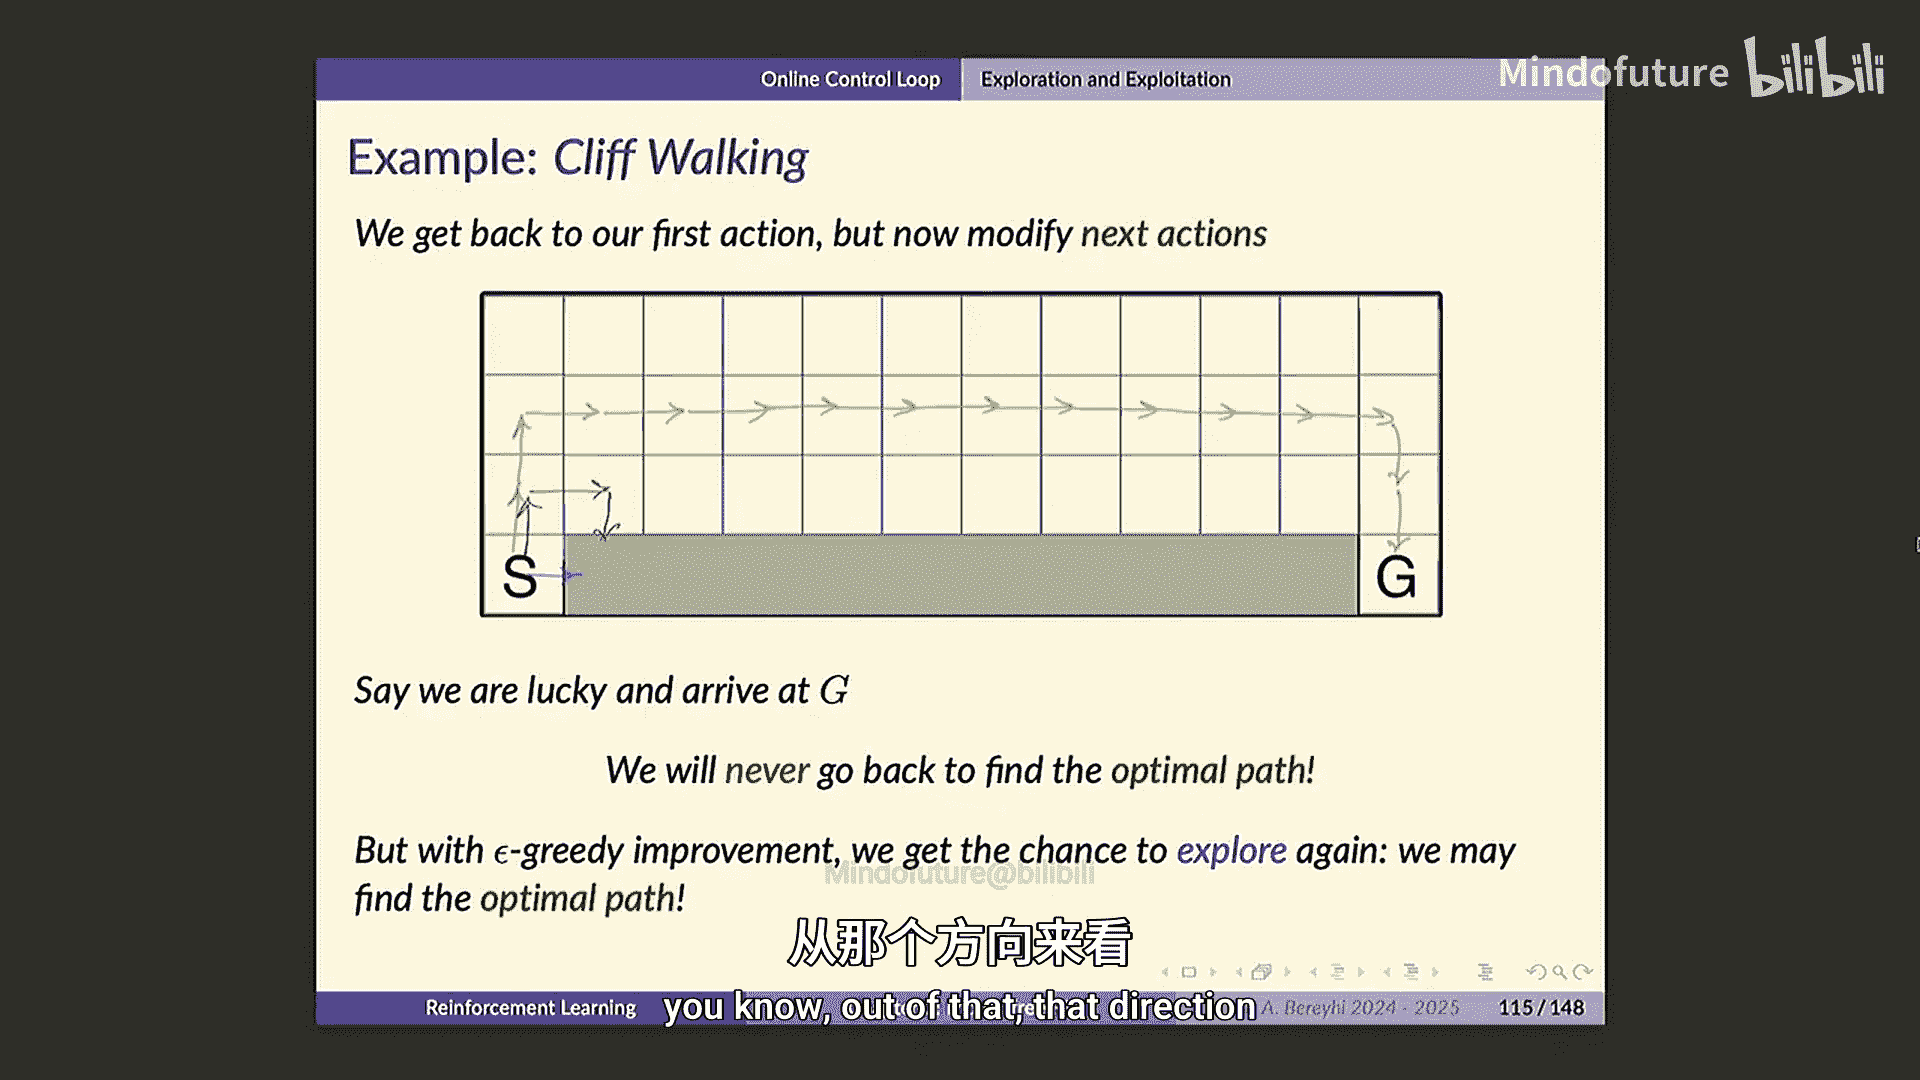 Online Control Loop Exploration and Exploitation
Mindofuture bilibili
Example: Cliff Walking
We get back to our first action, but now modify next actions
S G
Say we are lucky and arrive at G
We will never go back to find the optimal path!
But with ϵ-greedy improvement, we get the chance to explore again: we may
find the optimal path!
Mindofuture@bilibili
从那个方向来看
you know, out of that, that direction
Reinforcement Learning A. Bereyhi 2024 - 2025 115 / 148